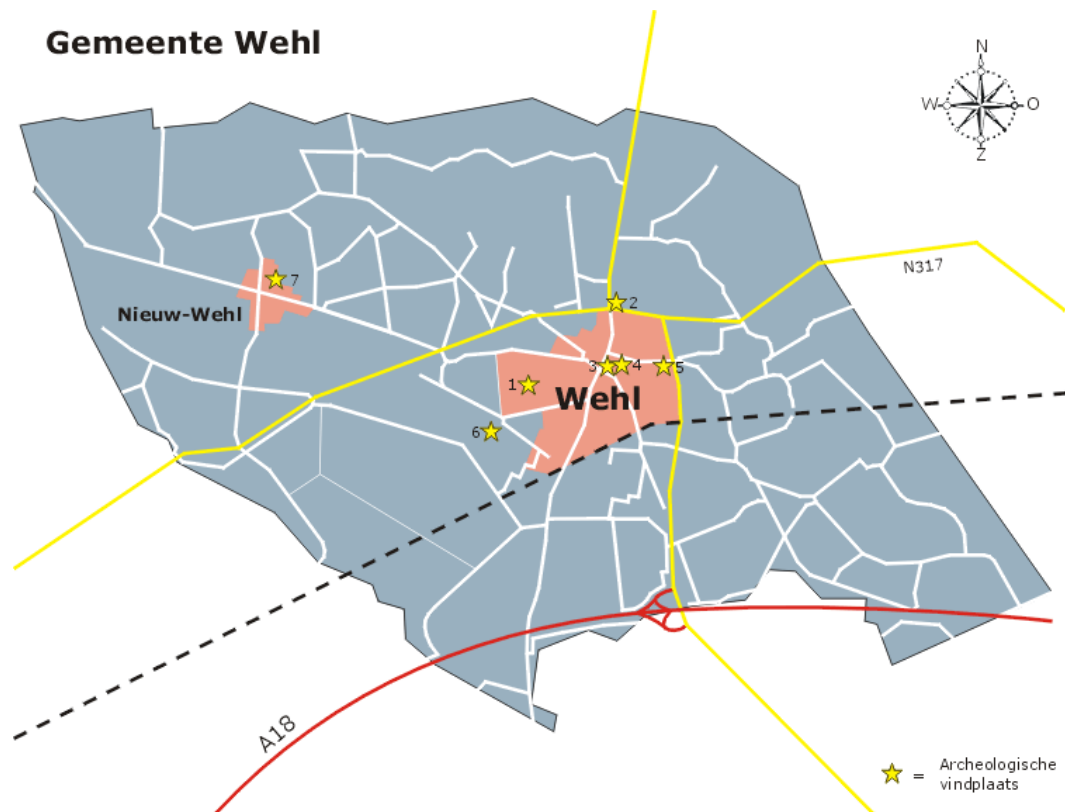 Gemeente Wehl
N
W
O
Z
N317
7
Nieuw-Wehl
2
3
4
5
1
Wehl
6
A18
= Archeologische
vindplaats